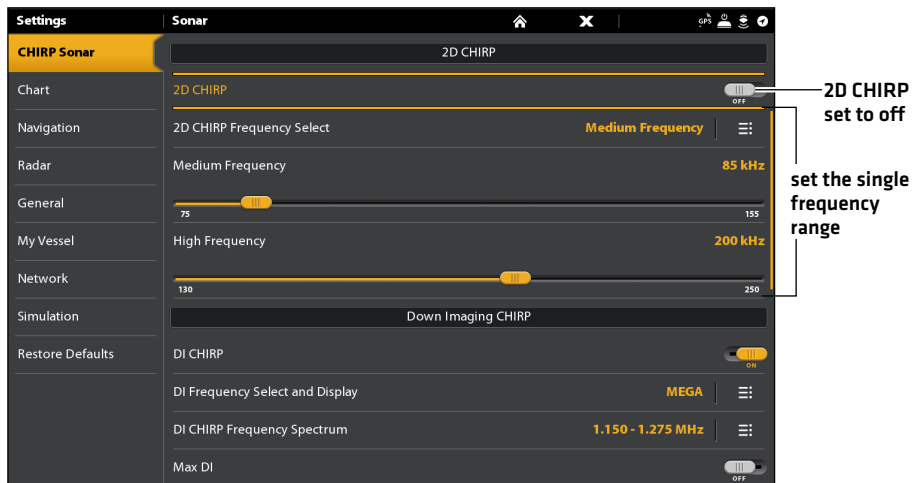 Settings
Sonar
GPS
CHIRP Sonar
2D CHIRP
Chart
2D CHIRP
OFF
2D CHIRP
set to off
Navigation
2D CHIRP Frequency Select
Medium Frequency
Radar
Medium Frequency
85 kHz
set the single
frequency
range
General
75
155
My Vessel
High Frequency
200 kHz
Network
130
250
Simulation
Down Imaging CHIRP
Restore Defaults
DI CHIRP
ON
DI Frequency Select and Display
MEGA
DI CHIRP Frequency Spectrum
1.150 - 1.275 MHz
Max DI
OFF